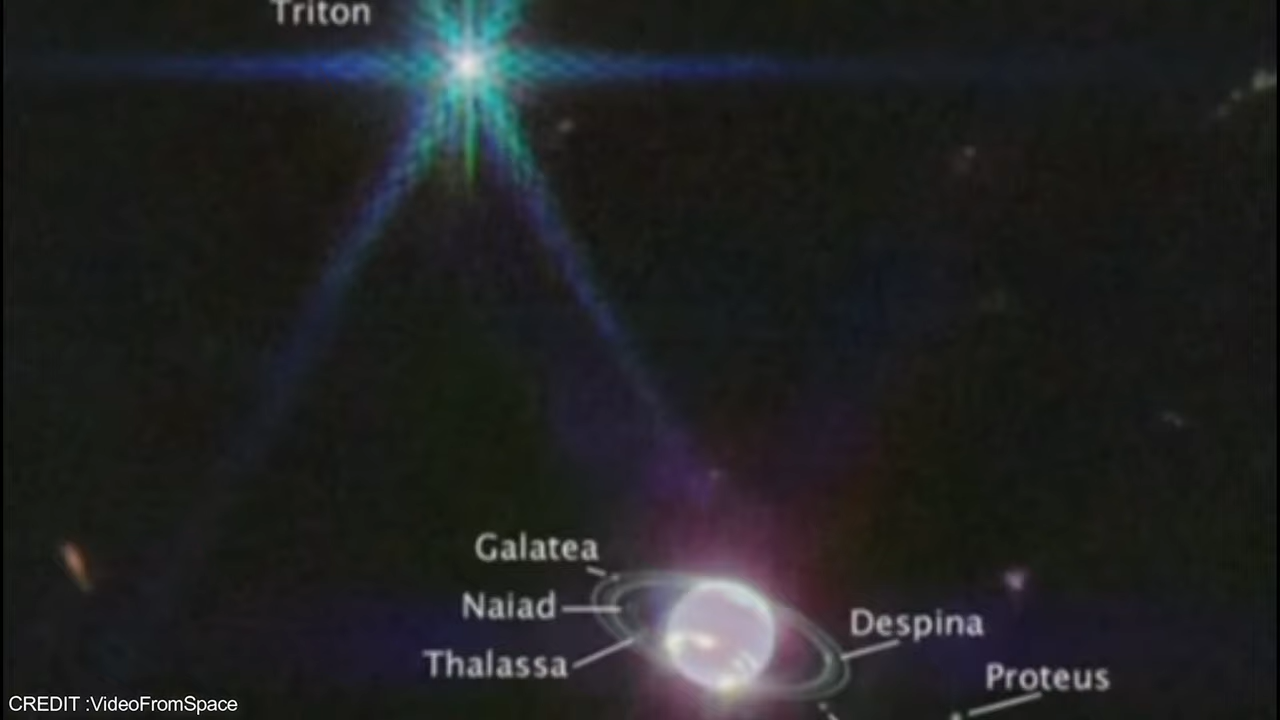 Triton
Galatea
Naiad
Thalassa
Despina
Proteus
CREDIT :VideoFromSpace